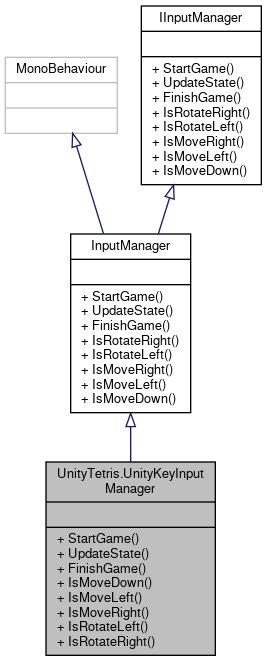 IInputManager
+ StartGame()
+ UpdateState()
+ FinishGame()
+ IsRotateRight()
+ IsRotateLeft()
+ IsMoveRight()
+ IsMoveLeft()
+ IsMoveDown()
MonoBehaviour
InputManager
+ StartGame()
+ UpdateState()
+ FinishGame()
+ IsRotateRight()
+ IsRotateLeft()
+ IsMoveRight()
+ IsMoveLeft()
+ IsMoveDown()
UnityTetris.UnityKeyInput
Manager
+ StartGame()
+ UpdateState()
+ FinishGame()
+ IsMoveDown()
+ IsMoveLeft()
+ IsMoveRight()
+ IsRotateLeft()
+ IsRotateRight()